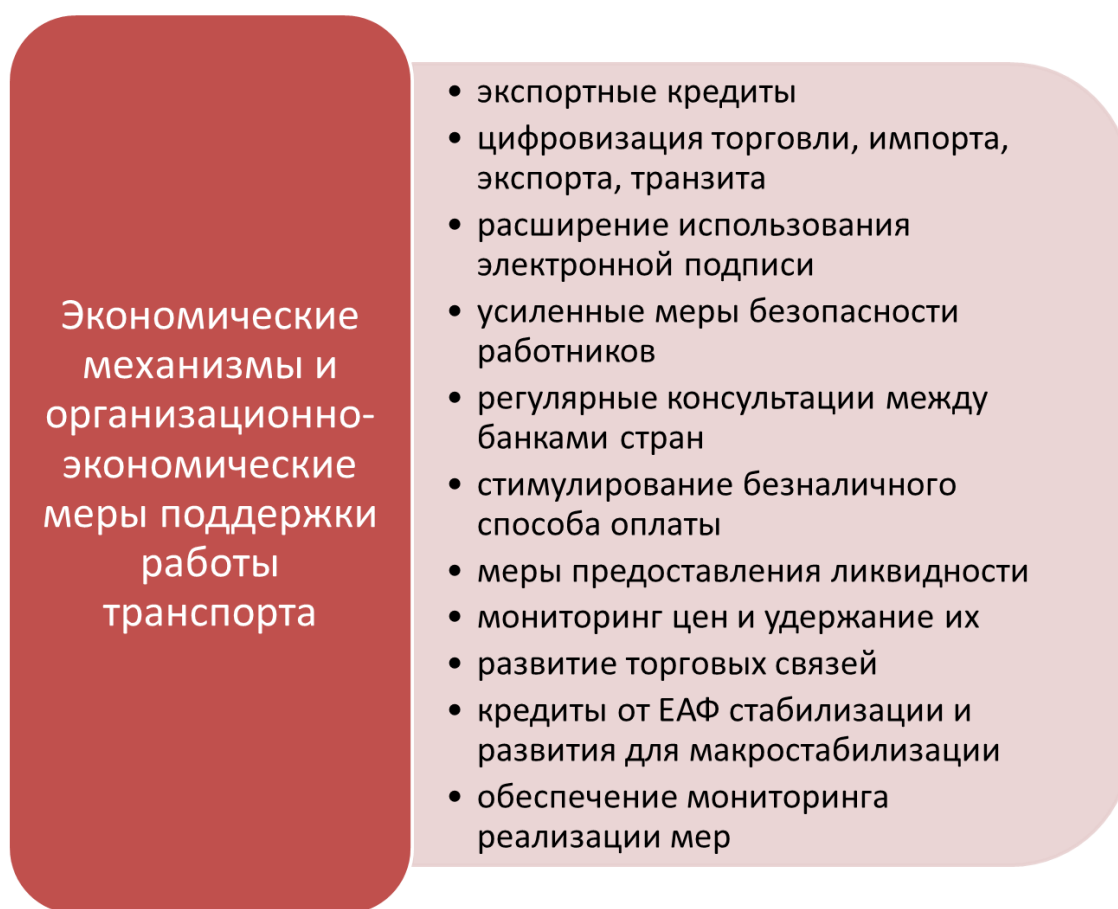 Экономические
механизмы и
организационно-
экономические
меры поддержки
работы
транспорта
• экспортные кредиты
• цифровизация торговли, импорта,
экспорта, транзита
• расширение использования
электронной подписи
• усиленные меры безопасности
работников
• регулярные консультации между
банками стран
• стимулирование безналичного
способа оплаты
• меры предоставления ликвидности
• мониторинг цен и удержание их
• развитие торговых связей
• кредиты от ЕАФ стабилизации и
развития для макростабилизации
• обеспечение мониторинга
реализации мер